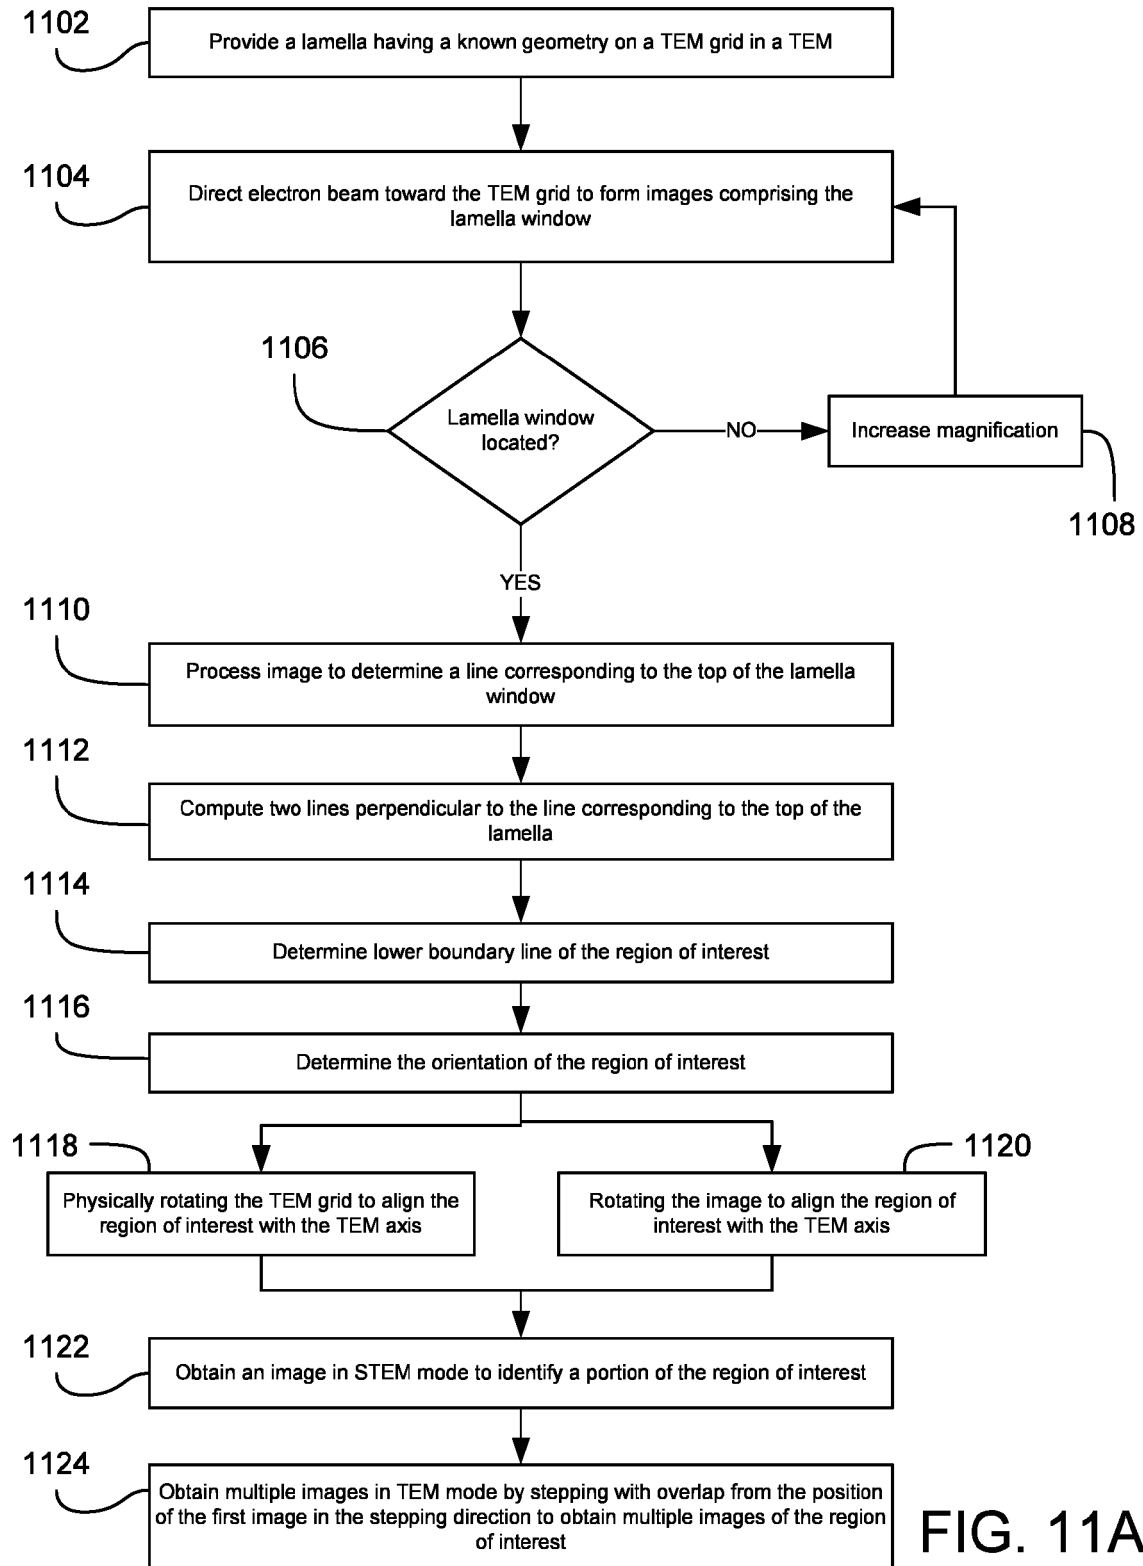 1102
Provide a lamella having a known geometry on a TEM grid in a TEM
1104
Direct electron beam toward the TEM grid to form images comprising the
lamella window
1106
Lamella window
located?
NO
Increase magnification
1108
YES
1110
Process image to determine a line corresponding to the top of the lamella
window
1112
Compute two lines perpendicular to the line corresponding to the top of the
lamella
1114
Determine lower boundary line of the region of interest
1116
Determine the orientation of the region of interest
1118
Physically rotating the TEM grid to align the
region of interest with the TEM axis
1120
Rotating the image to align the region of
interest with the TEM axis
1122
Obtain an image in STEM mode to identify a portion of the region of interest
1124
Obtain multiple images in TEM mode by stepping with overlap from the position
of the first image in the stepping direction to obtain multiple images of the region
of interest
FIG. 11A